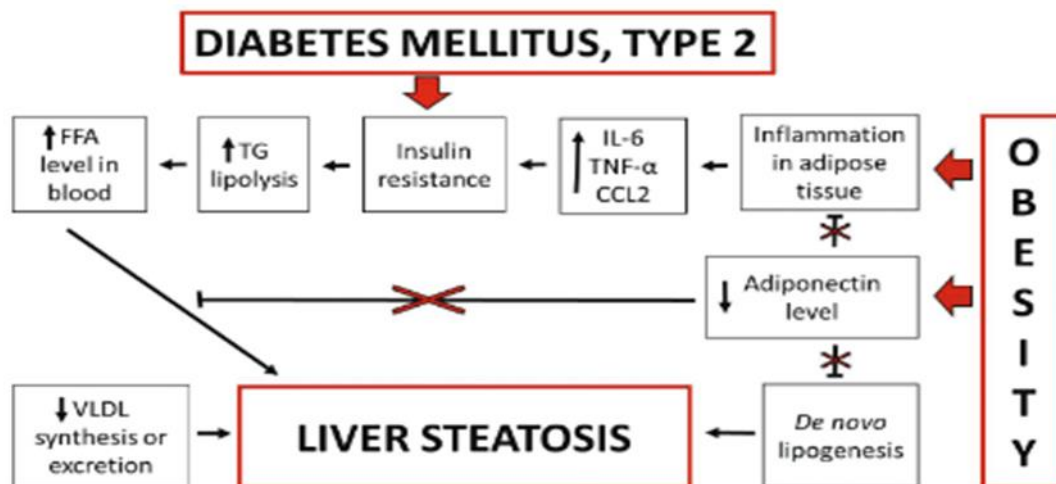 DIABETES MELLITUS, TYPE 2
↑FFA
level in
blood
↑TG
lipolysis
Insulin
resistance
↑ IL-6
TNF-α
CCL2
Inflammation
in adipose
tissue
↓ Adiponectin
level
↓VLDL
synthesis or
excretion
LIVER STEATOSIS
De novo
lipogenesis
O
B
E
S
I
T
Y